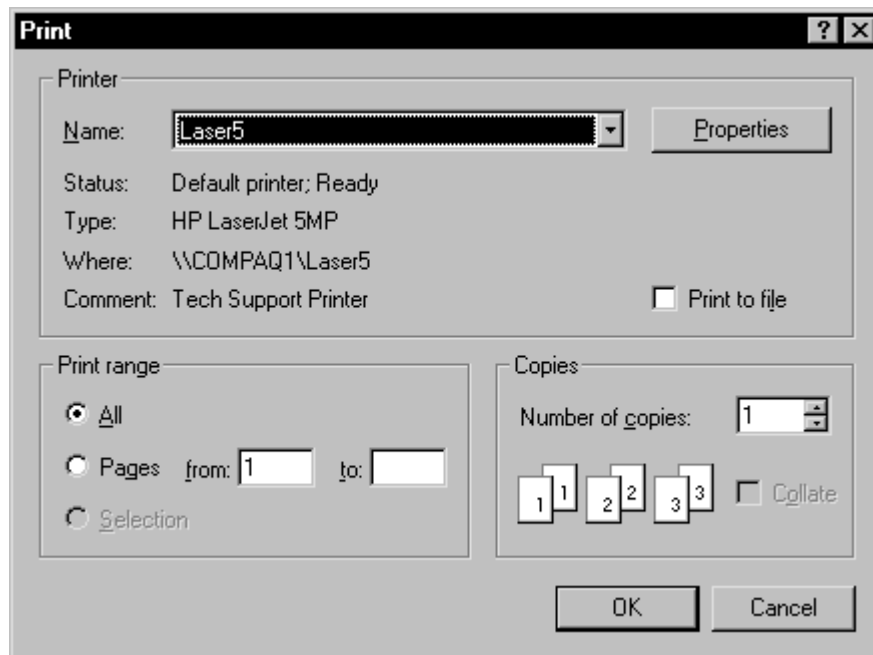 Print
Printer
Name: Laser5 Properties
Status: Default printer; Ready
Type: HP LaserJet 5MP
Where: \\COMPAQ1\Laser5
Comment: Tech Support Printer Print to file
Print range
All
Pages from: 1 to:
Selection
Copies
Number of copies: 1
1 1 2 2 3 3 Collate
OK Cancel